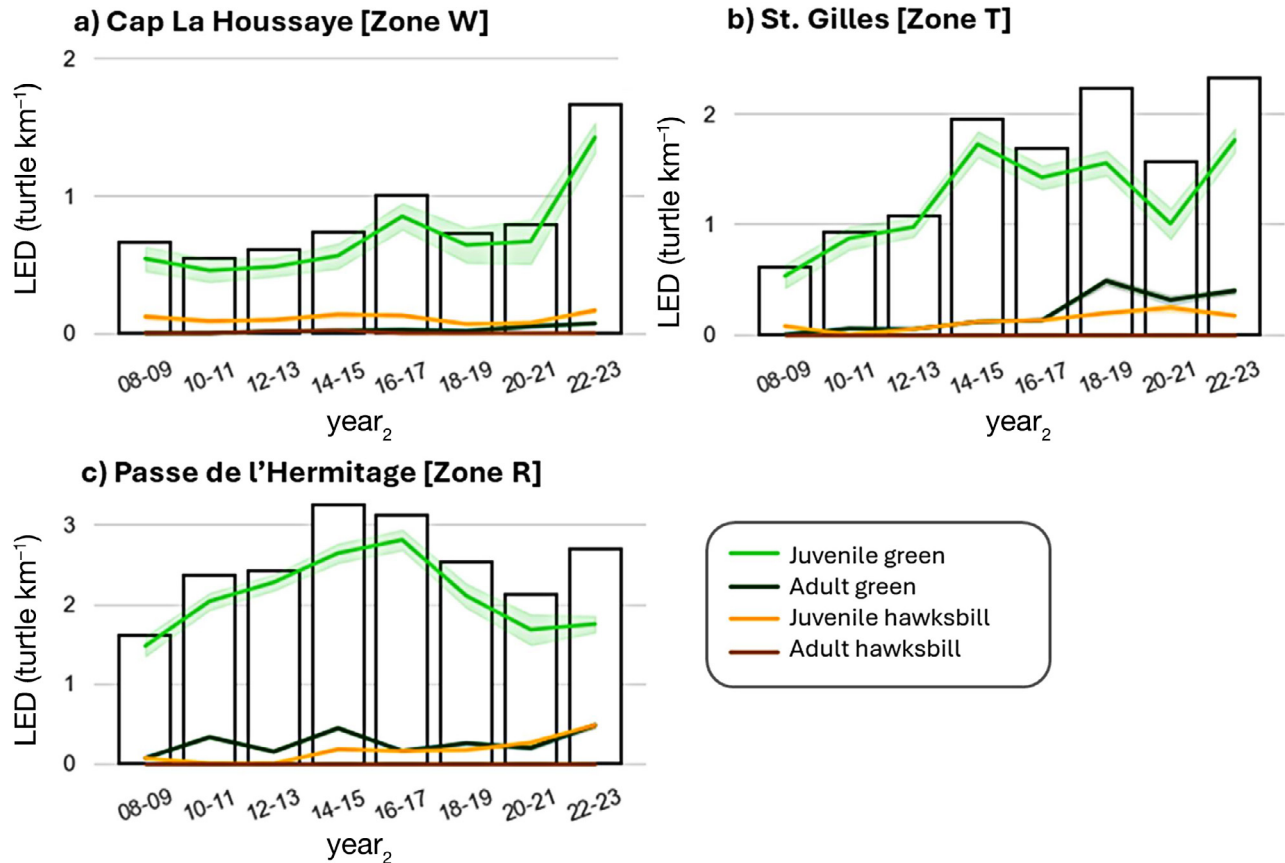 a) Cap La Houssaye [Zone W]
2
1
0
LED (turtle km⁻¹)
08-09 10-11 12-13 14-15 16-17 18-19 20-21 22-23
year₂
b) St. Gilles [Zone T]
2
1
0
LED (turtle km⁻¹)
08-09 10-11 12-13 14-15 16-17 18-19 20-21 22-23
year₂
c) Passe de l’Hermitage [Zone R]
3
2
1
0
LED (turtle km⁻¹)
08-09 10-11 12-13 14-15 16-17 18-19 20-21 22-23
year₂
Juvenile green
Adult green
Juvenile hawksbill
Adult hawksbill